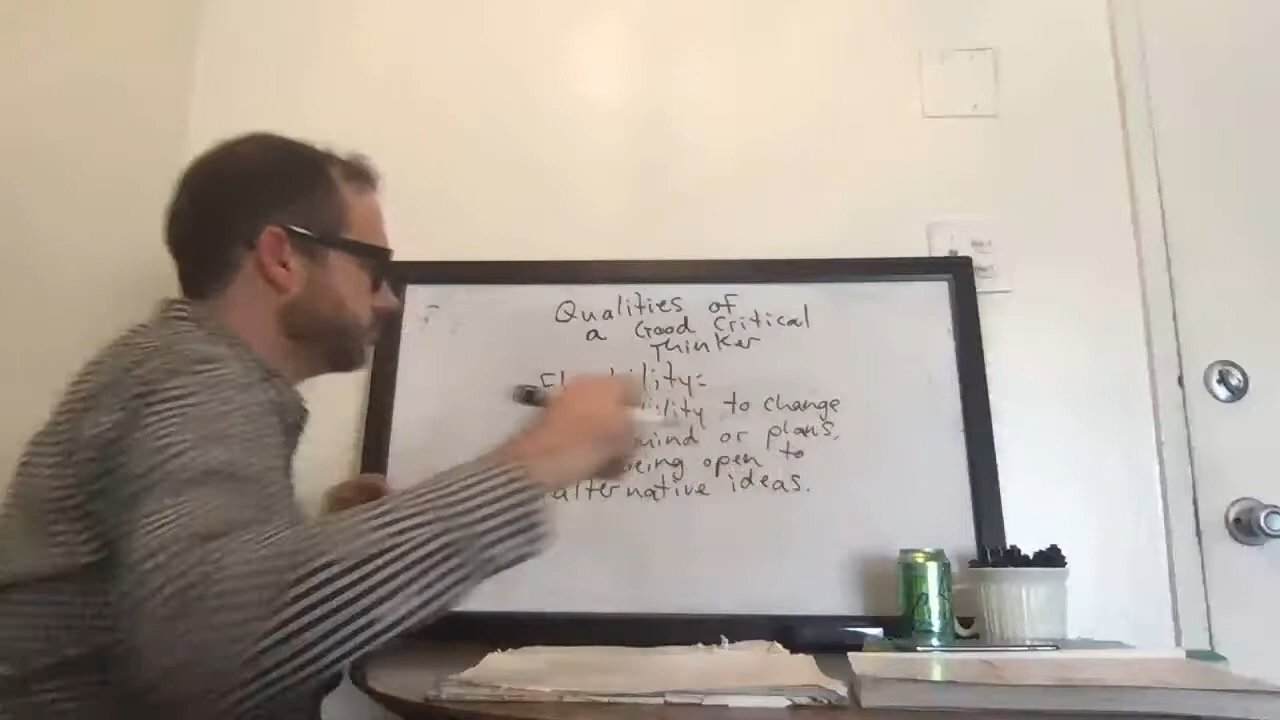 Qualities of
a Good Critical
Thinker
to change
mind or plans.
being open to
alternative ideas.